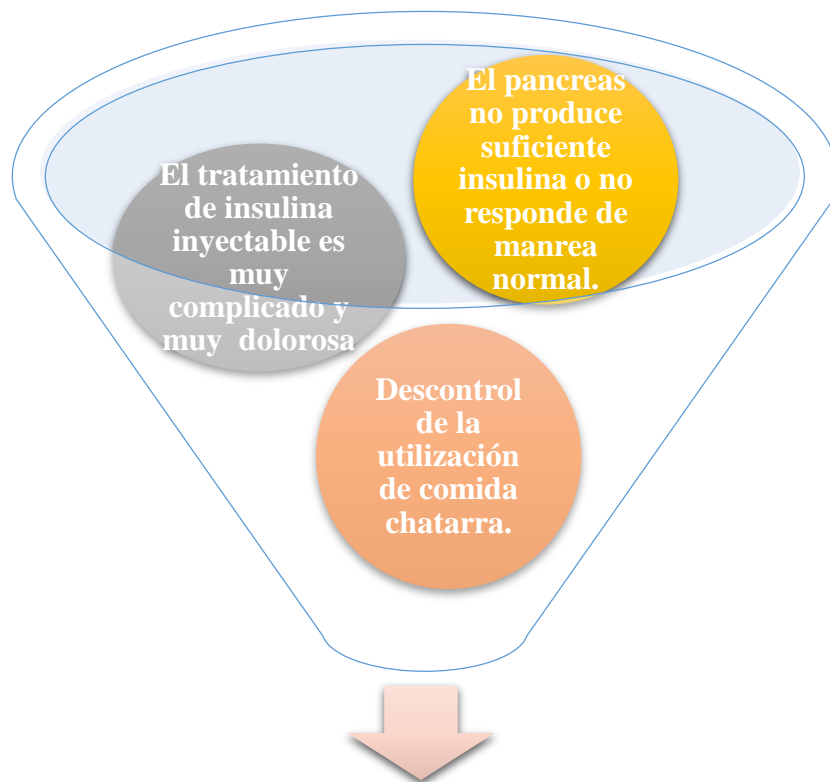 El tratamiento
de insulina
inyectable es
muy
complicado y
muy dolorosa
El pancreas
no produce
suficiente
insulina o no
responde de
manrea
normal.
Descontrol
de la
utilización
de comida
chatarra.